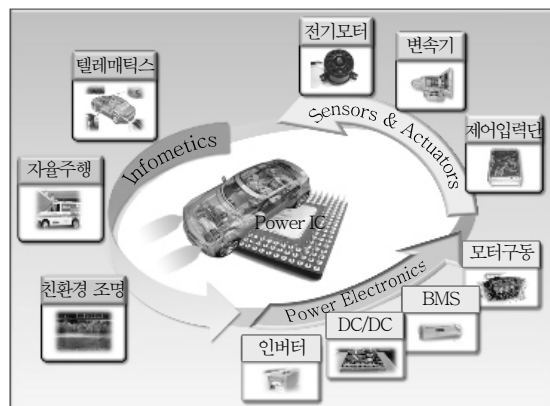 전기모터
변속기
텔레매틱스
Sensors & Actuators
제어입력단
Infometics
자율주행
Power IC
모터구동
친환경 조명
Power Electronics
BMS
DC/DC
인버터